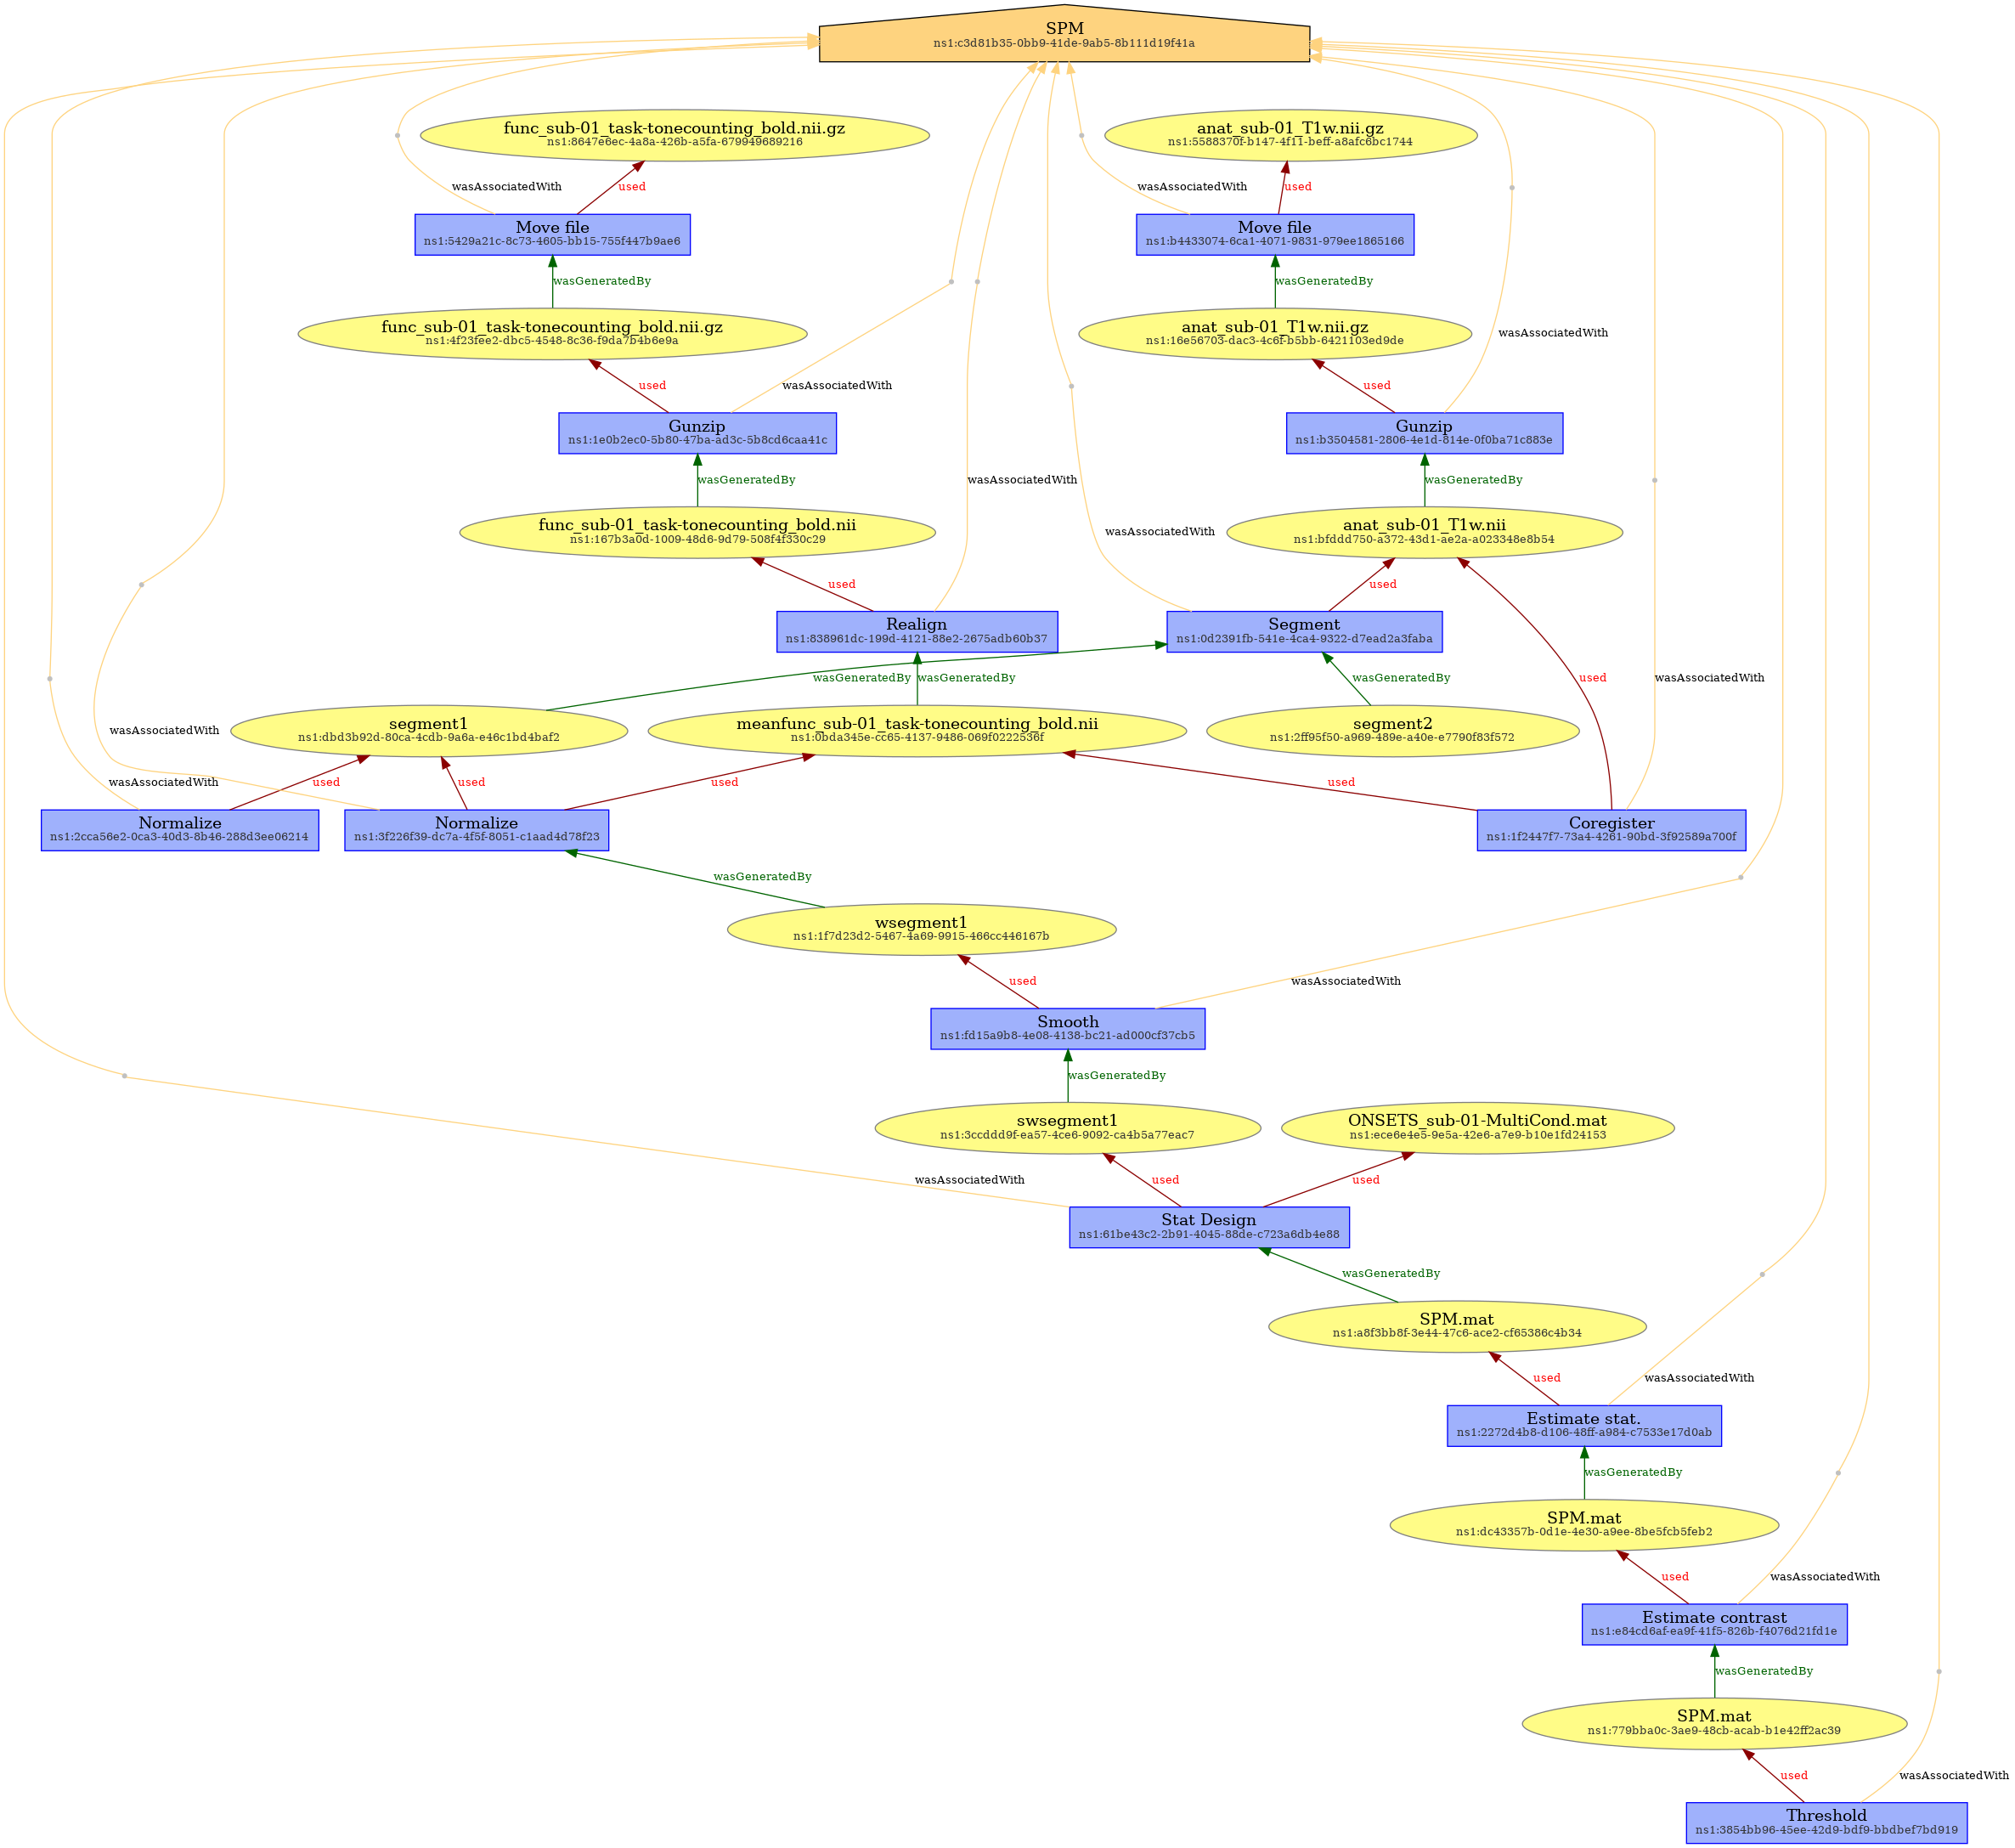 SPM
ns1:c3d81b35-0bb9-41de-9ab5-8b111d19f41a
func_sub-01_task-tonecounting_bold.nii.gz
ns1:8647e6ec-4a8a-426b-a5fa-679949689216
anat_sub-01_T1w.nii.gz
ns1:5588370f-b147-4f11-beff-a8afc6bc1744
wasAssociatedWith
used
wasAssociatedWith
used
Move file
ns1:5429a21c-8c73-4605-bb15-755f447b9ae6
Move file
ns1:b4433074-6ca1-4071-9831-979ee1865166
wasGeneratedBy
wasGeneratedBy
func_sub-01_task-tonecounting_bold.nii.gz
ns1:4f23fee2-dbc5-4548-8c36-f9da7b4b6e9a
anat_sub-01_T1w.nii.gz
ns1:16e56703-dac3-4c6f-b5bb-6421103ed9de
wasAssociatedWith
used
wasAssociatedWith
used
Gunzip
ns1:1e0b2ec0-5b80-47ba-ad3c-5b8cd6caa41c
Gunzip
ns1:b3504581-2806-4e1d-814e-0f0ba71c883e
wasGeneratedBy
wasAssociatedWith
wasGeneratedBy
func_sub-01_task-tonecounting_bold.nii
ns1:167b3a0d-1009-48d6-9d79-508f4f330c29
wasAssociatedWith
anat_sub-01_T1w.nii
ns1:bfddd750-a372-43d1-ae2a-a023348e8b54
used
used
Realign
ns1:838961dc-199d-4121-88e2-2675adb60b37
Segment
ns1:0d2391fb-541e-4ca4-9322-d7ead2a3faba
wasGeneratedBy
wasGeneratedBy
wasGeneratedBy
used
wasAssociatedWith
wasAssociatedWith
segment1
ns1:dbd3b92d-80ca-4cdb-9a6a-e46c1bd4baf2
meanfunc_sub-01_task-tonecounting_bold.nii
ns1:0bda345e-cc65-4137-9486-069f0222536f
segment2
ns1:2ff95f50-a969-489e-a40e-e7790f83f572
wasAssociatedWith
used
used
used
used
Normalize
ns1:2cca56e2-0ca3-40d3-8b46-288d3ee06214
Normalize
ns1:3f226f39-dc7a-4f5f-8051-c1aad4d78f23
Coregister
ns1:1f2447f7-73a4-4261-90bd-3f92589a700f
wasGeneratedBy
wsegment1
ns1:1f7d23d2-5467-4a69-9915-466cc446167b
used
wasAssociatedWith
Smooth
ns1:fd15a9b8-4e08-4138-bc21-ad000cf37cb5
wasGeneratedBy
swsegment1
ns1:3ccddd9f-ea57-4ce6-9092-ca4b5a77eac7
ONSETS_sub-01-MultiCond.mat
ns1:ece6e4e5-9e5a-42e6-a7e9-b10e1fd24153
wasAssociatedWith
used
used
Stat Design
ns1:61be43c2-2b91-4045-88de-c723a6db4e88
wasGeneratedBy
SPM.mat
ns1:a8f3bb8f-3e44-47c6-ace2-cf65386c4b34
used
wasAssociatedWith
Estimate stat.
ns1:2272d4b8-d106-48ff-a984-c7533e17d0ab
wasGeneratedBy
SPM.mat
ns1:dc43357b-0d1e-4e30-a9ee-8be5fcb5feb2
used
wasAssociatedWith
Estimate contrast
ns1:e84cd6af-ea9f-41f5-826b-f4076d21fd1e
wasGeneratedBy
SPM.mat
ns1:779bba0c-3ae9-48cb-acab-b1e42ff2ac39
used
wasAssociatedWith
Threshold
ns1:3854bb96-45ee-42d9-bdf9-bbdbef7bd919